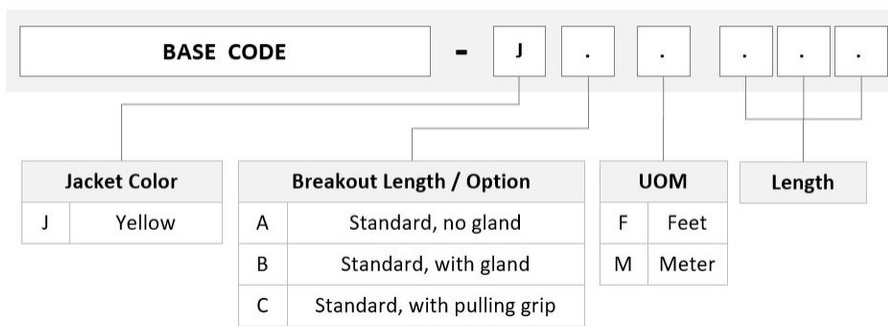 BASE CODE - J . . . . .
Jacket Color
J Yellow
Breakout Length / Option
A Standard, no gland
B Standard, with gland
C Standard, with pulling grip
UOM
F Feet
M Meter
Length